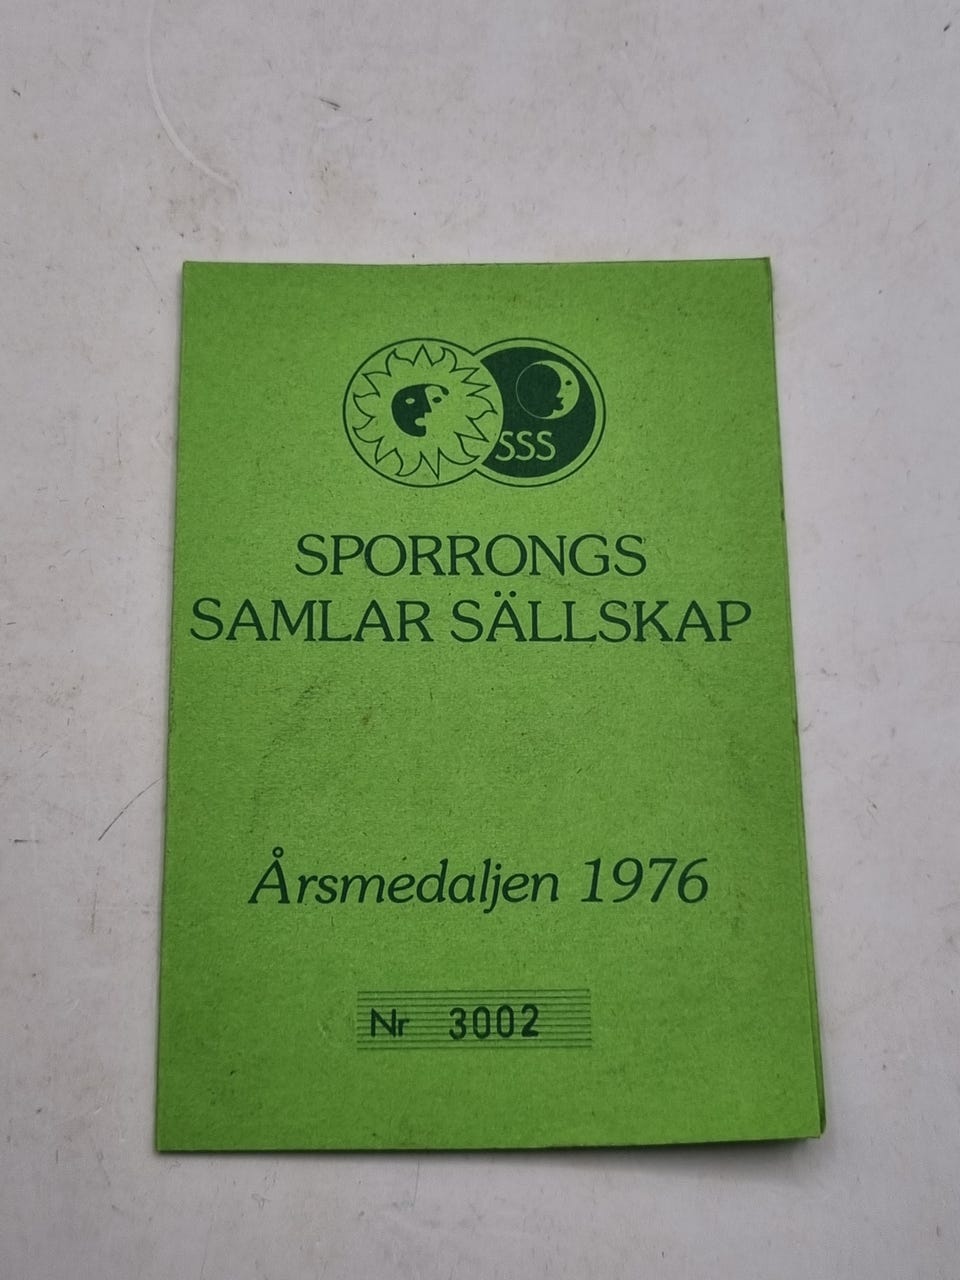 SSS
SPORRONGS
SAMLAR SÄLLSKAP
Årsmedaljen 1976
Nr 3002